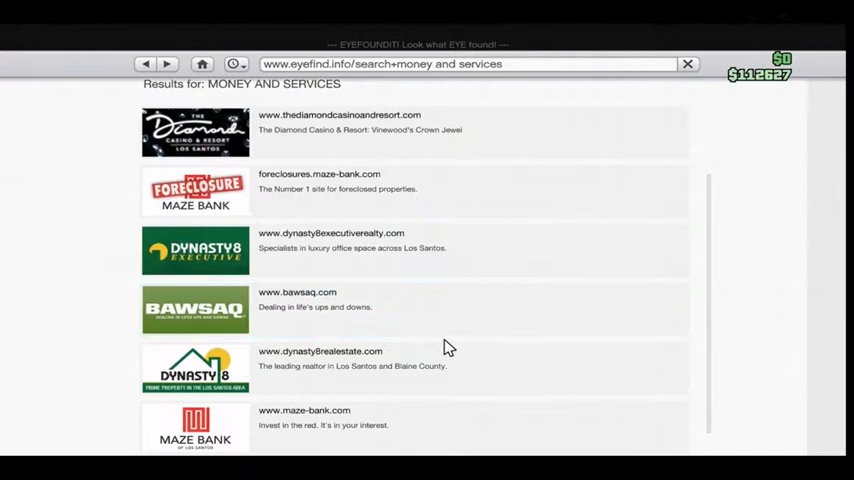 --- EYEFOUNDIT! Look what EYE found! ---
www.eyefind.info/search+money and services
$0
$112627
Results for: MONEY AND SERVICES
THE
Diamond
CASINO & RESORT
LOS SANTOS
www.thediamondcasinoandresort.com
The Diamond Casino & Resort: Vinewood's Crown Jewel
FORECLOSURE
MAZE BANK
foreclosures.maze-bank.com
The Number 1 site for foreclosed properties.
DYNASTY8
EXECUTIVE
www.dynasty8executiverealty.com
Specialists in luxury office space across Los Santos.
BAWSAQ
DEALING IN LIFE'S UPS AND DOWNS
www.bawsaq.com
Dealing in life's ups and downs.
DYNASTY 8
PRIME PROPERTY IN THE LOS SANTOS AREA
www.dynasty8realestate.com
The leading realtor in Los Santos and Blaine County.
MAZE BANK
OF LOS SANTOS
www.maze-bank.com
Invest in the red. It's in your interest.